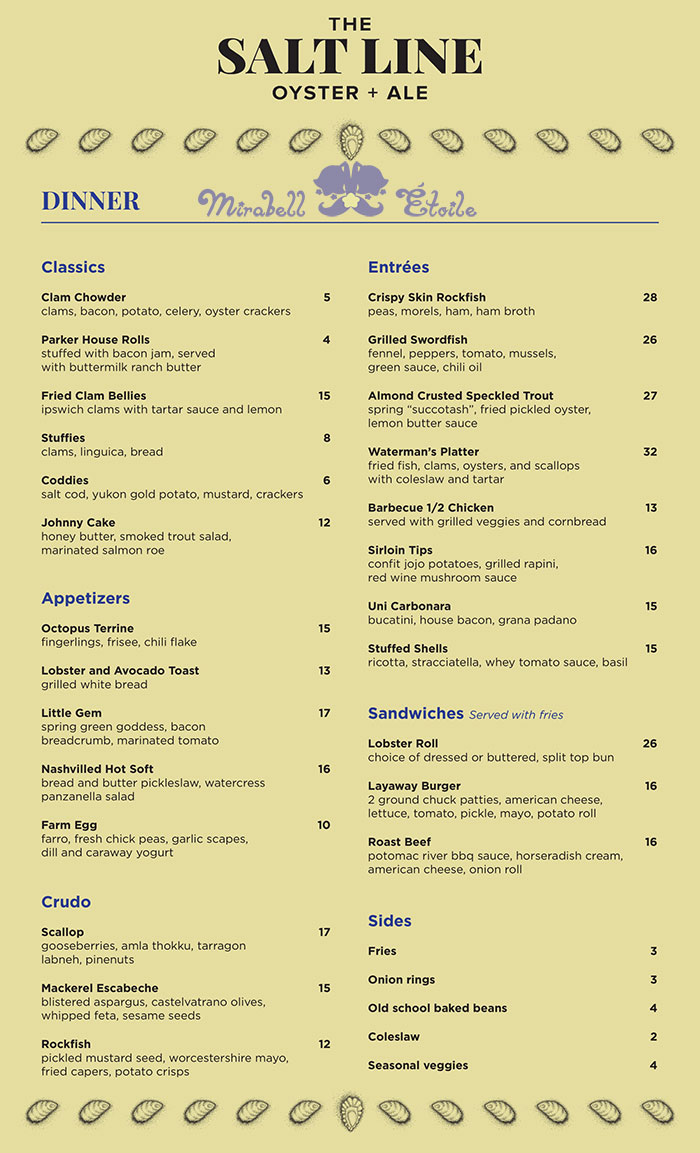 THE
SALT LINE
OYSTER + ALE
DINNER
Mirabell Étoile
Classics
Clam Chowder 5
clams, bacon, potato, celery, oyster crackers
Parker House Rolls 4
stuffed with bacon jam, served
with buttermilk ranch butter
Fried Clam Bellies 15
ipswich clams with tartar sauce and lemon
Stuffies 8
clams, linguica, bread
Coddies 6
salt cod, yukon gold potato, mustard, crackers
Johnny Cake 12
honey butter, smoked trout salad,
marinated salmon roe
Appetizers
Octopus Terrine 15
fingerlings, frisee, chili flake
Lobster and Avocado Toast 13
grilled white bread
Little Gem 17
spring green goddess, bacon
breadcrumb, marinated tomato
Nashvilled Hot Soft 16
bread and butter pickleslaw, watercress
panzanella salad
Farm Egg 10
farro, fresh chick peas, garlic scapes,
dill and caraway yogurt
Crudo
Scallop 17
gooseberries, amla thokku, tarragon
labneh, pinenuts
Mackerel Escabeche 15
blistered aspargus, castelvatrano olives,
whipped feta, sesame seeds
Rockfish 12
pickled mustard seed, worcestershire mayo,
fried capers, potato crisps
Entrées
Crispy Skin Rockfish 28
peas, morels, ham, ham broth
Grilled Swordfish 26
fennel, peppers, tomato, mussels,
green sauce, chili oil
Almond Crusted Speckled Trout 27
spring “succotash”, fried pickled oyster,
lemon butter sauce
Waterman’s Platter 32
fried fish, clams, oysters, and scallops
with coleslaw and tartar
Barbecue 1/2 Chicken 13
served with grilled veggies and cornbread
Sirloin Tips 16
confit jojo potatoes, grilled rapini,
red wine mushroom sauce
Uni Carbonara 15
bucatini, house bacon, grana padano
Stuffed Shells 15
ricotta, stracciatella, whey tomato sauce, basil
Sandwiches Served with fries
Lobster Roll 26
choice of dressed or buttered, split top bun
Layaway Burger 16
2 ground chuck patties, american cheese,
lettuce, tomato, pickle, mayo, potato roll
Roast Beef 16
potomac river bbq sauce, horseradish cream,
american cheese, onion roll
Sides
Fries 3
Onion rings 3
Old school baked beans 4
Coleslaw 2
Seasonal veggies 4